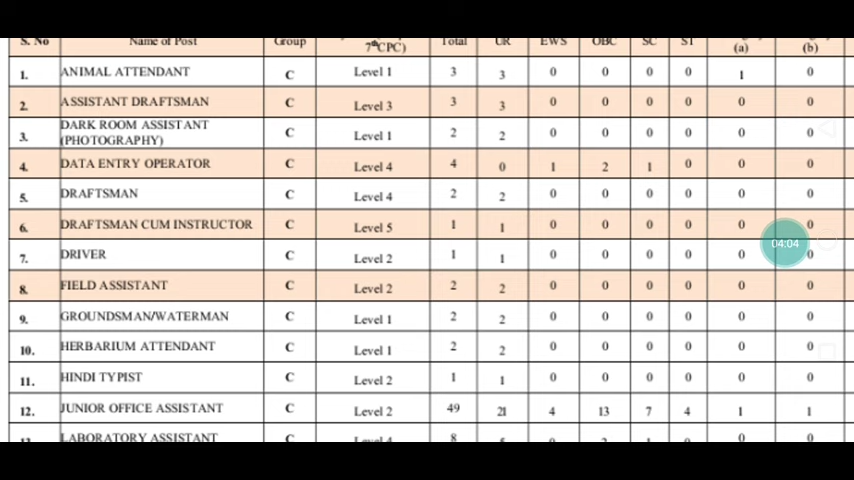 S. No Name of Post Group 7thCPC) Total UR EWS OBC SC ST (a) (b)
1. ANIMAL ATTENDANT C Level 1 3 3 0 0 0 0 1 0
2. ASSISTANT DRAFTSMAN C Level 3 3 3 0 0 0 0 0 0
3. DARK ROOM ASSISTANT
(PHOTOGRAPHY) C Level 1 2 2 0 0 0 0 0 0
4. DATA ENTRY OPERATOR C Level 4 4 0 1 2 1 0 0 0
5. DRAFTSMAN C Level 4 2 2 0 0 0 0 0 0
6. DRAFTSMAN CUM INSTRUCTOR C Level 5 1 1 0 0 0 0 0 0
04:04
7. DRIVER C Level 2 1 1 0 0 0 0 0 0
8. FIELD ASSISTANT C Level 2 2 2 0 0 0 0 0 0
9. GROUNDSMAN/WATERMAN C Level 1 2 2 0 0 0 0 0 0
10. HERBARIUM ATTENDANT C Level 1 2 2 0 0 0 0 0 0
11. HINDI TYPIST C Level 2 1 1 0 0 0 0 0 0
12. JUNIOR OFFICE ASSISTANT C Level 2 49 21 4 13 7 4 1 1
13. LABORATORY ASSISTANT C Level 4 8 0 0